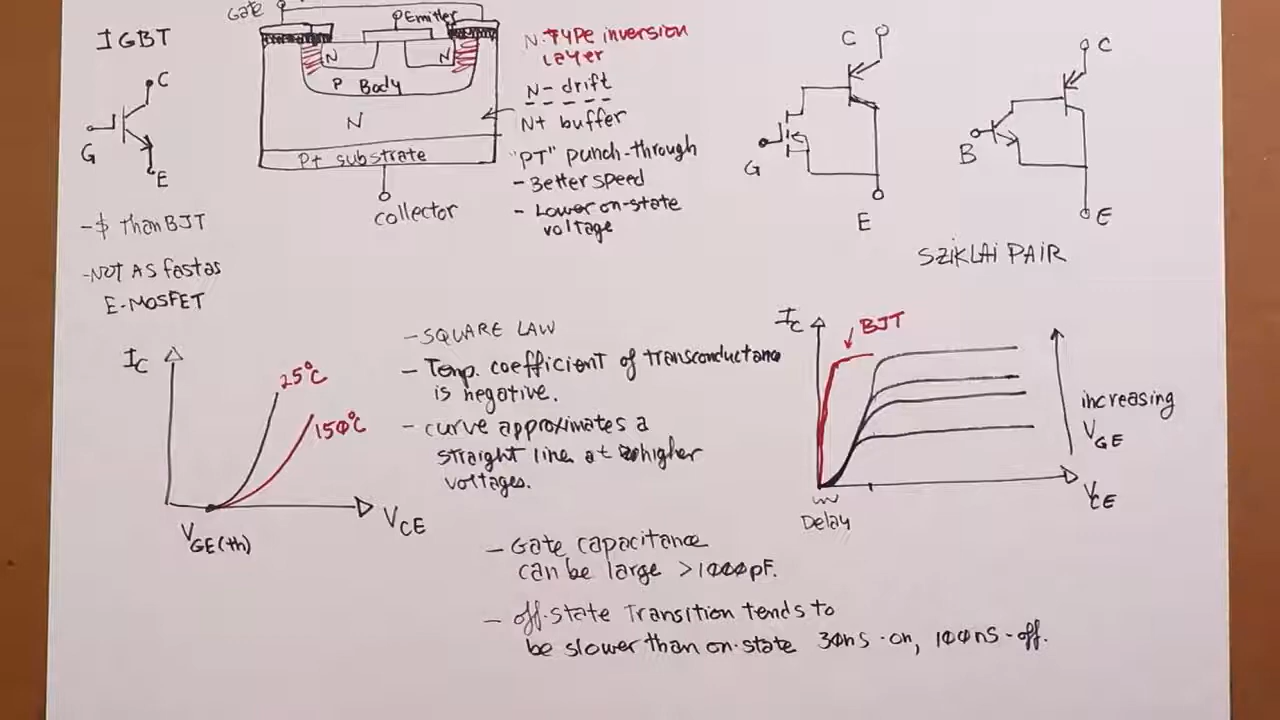 IGBT
C
G
E
-$ Than BJT
-NOT AS fast as
E-MOSFET
Gate
Emitter
N
N
P Body
N
P+ substrate
collector
N-TYPE inversion
Layer
N- drift
N+ buffer
"PT" punch-through
- Better speed
- Lower on-state
voltage
C
G
E
C
B
E
SZIKLAI PAIR
IC
25°C
150°C
VGE(th)
VCE
- SQUARE LAW
- Temp. coefficient of transconductance
is negative.
- curve approximates a
straight line at higher
voltages.
IC
BJT
increasing
VGE
VCE
Delay
- Gate capacitance
can be large >1000pF.
- off-state Transition tends to
be slower than on-state 30ns-on, 100ns-off.